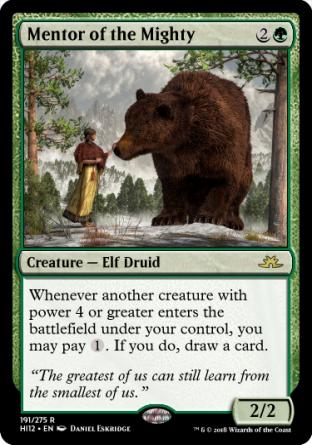 Mentor of the Mighty 2
Creature — Elf Druid
Whenever another creature with
power 4 or greater enters the
battlefield under your control, you
may pay 1. If you do, draw a card.
“The greatest of us can still learn from
the smallest of us.”
2/2
191/275 R
HI12 • EN DANIEL ESKRIDGE
™ & © 2018 Wizards of the Coast